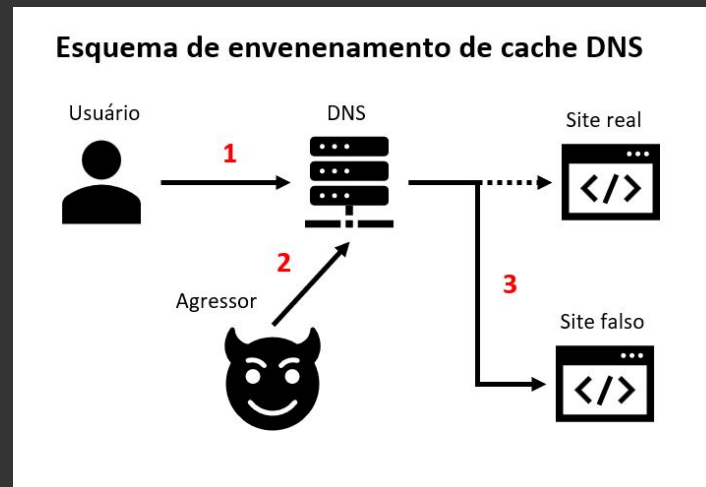 Esquema de envenenamento de cache DNS
Usuário
DNS
Site real
1
</>
2
Agressor
3
Site falso
</>